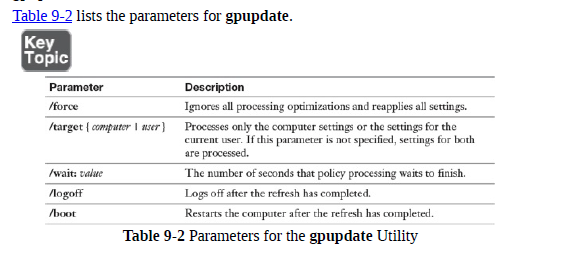 Table 9-2 lists the parameters for gpupdate.
Key
Topic
Parameter Description
/force Ignores all processing optimizations and reapplies all settings.
/target { computer | user } Processes only the computer settings or the settings for the
current user. If this parameter is not specified, settings for both
are processed.
/wait: value The number of seconds that policy processing waits to finish.
/logoff Logs off after the refresh has completed.
/boot Restarts the computer after the refresh has completed.
Table 9-2 Parameters for the gpupdate Utility